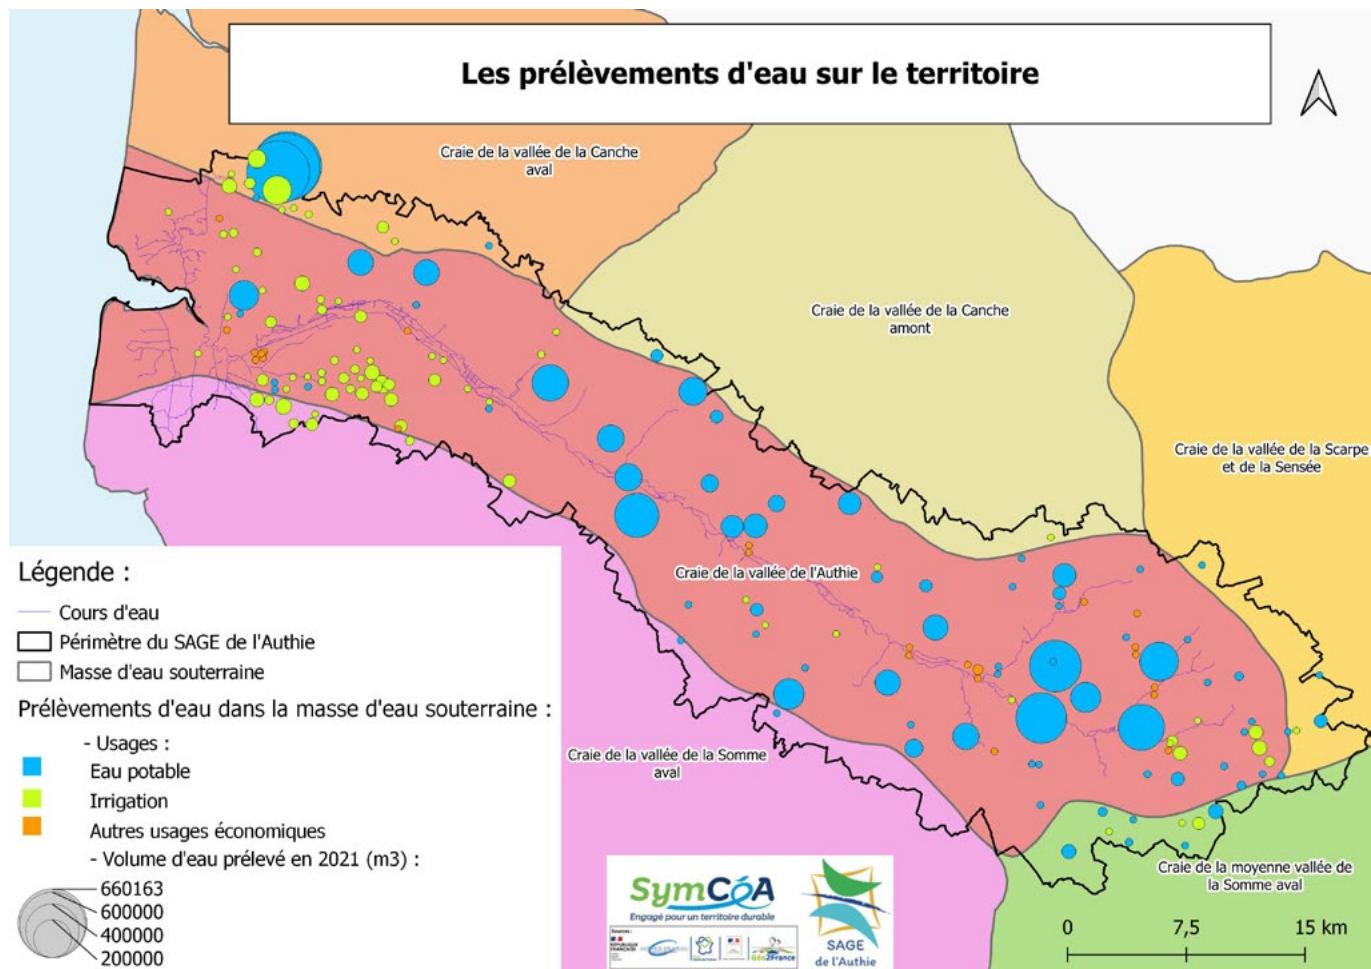 Les prélèvements d'eau sur le territoire
Craie de la vallée de la Canche
aval
Craie de la vallée de la Canche
amont
Craie de la vallée de la Scarpe
et de la Sensée
Craie de la vallée de l'Authie
Craie de la vallée de la Somme
aval
Craie de la moyenne vallée de
la Somme aval
Légende :
Cours d'eau
Périmètre du SAGE de l'Authie
Masse d'eau souterraine
Prélèvements d'eau dans la masse d'eau souterraine :
- Usages :
Eau potable
Irrigation
Autres usages économiques
- Volume d'eau prélevé en 2021 (m3) :
660163
600000
400000
200000
SymCéA
Engagé pour un territoire durable
Sources :
RÉPUBLIQUE
FRANÇAISE
Géo2France
SAGE
de l'Authie
0
7,5
15 km